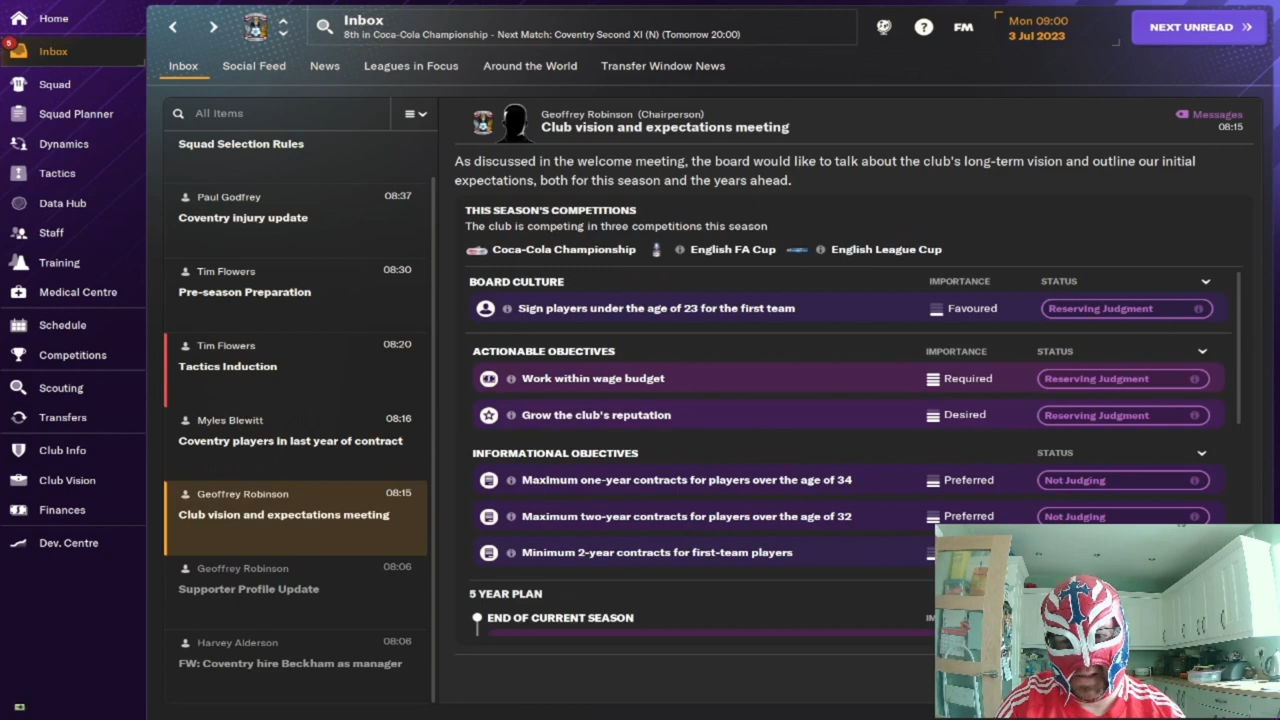 Home
5
Inbox
Squad
Squad Planner
Dynamics
Tactics
Data Hub
Staff
Training
Medical Centre
Schedule
Competitions
Scouting
Transfers
Club Info
Club Vision
Finances
Dev. Centre
Inbox
8th in Coca-Cola Championship - Next Match: Coventry Second XI (N) (Tomorrow 20:00)
?
FM
Mon 09:00
3 Jul 2023
NEXT UNREAD
Inbox
Social Feed
News
Leagues in Focus
Around the World
Transfer Window News
All Items
Squad Selection Rules
Paul Godfrey 08:37
Coventry injury update
Tim Flowers 08:30
Pre-season Preparation
Tim Flowers 08:20
Tactics Induction
Myles Blewitt 08:16
Coventry players in last year of contract
Geoffrey Robinson 08:15
Club vision and expectations meeting
Geoffrey Robinson 08:06
Supporter Profile Update
Harvey Alderson 08:06
FW: Coventry hire Beckham as manager
Geoffrey Robinson (Chairperson)
Club vision and expectations meeting
Messages
08:15
As discussed in the welcome meeting, the board would like to talk about the club's long-term vision and outline our initial
expectations, both for this season and the years ahead.
THIS SEASON'S COMPETITIONS
The club is competing in three competitions this season
Coca-Cola Championship English FA Cup English League Cup
BOARD CULTURE IMPORTANCE STATUS
Sign players under the age of 23 for the first team Favoured Reserving Judgment
ACTIONABLE OBJECTIVES IMPORTANCE STATUS
Work within wage budget Required Reserving Judgment
Grow the club's reputation Desired Reserving Judgment
INFORMATIONAL OBJECTIVES STATUS
Maximum one-year contracts for players over the age of 34 Preferred Not Judging
Maximum two-year contracts for players over the age of 32 Preferred Not Judging
Minimum 2-year contracts for first-team players
5 YEAR PLAN
END OF CURRENT SEASON IM